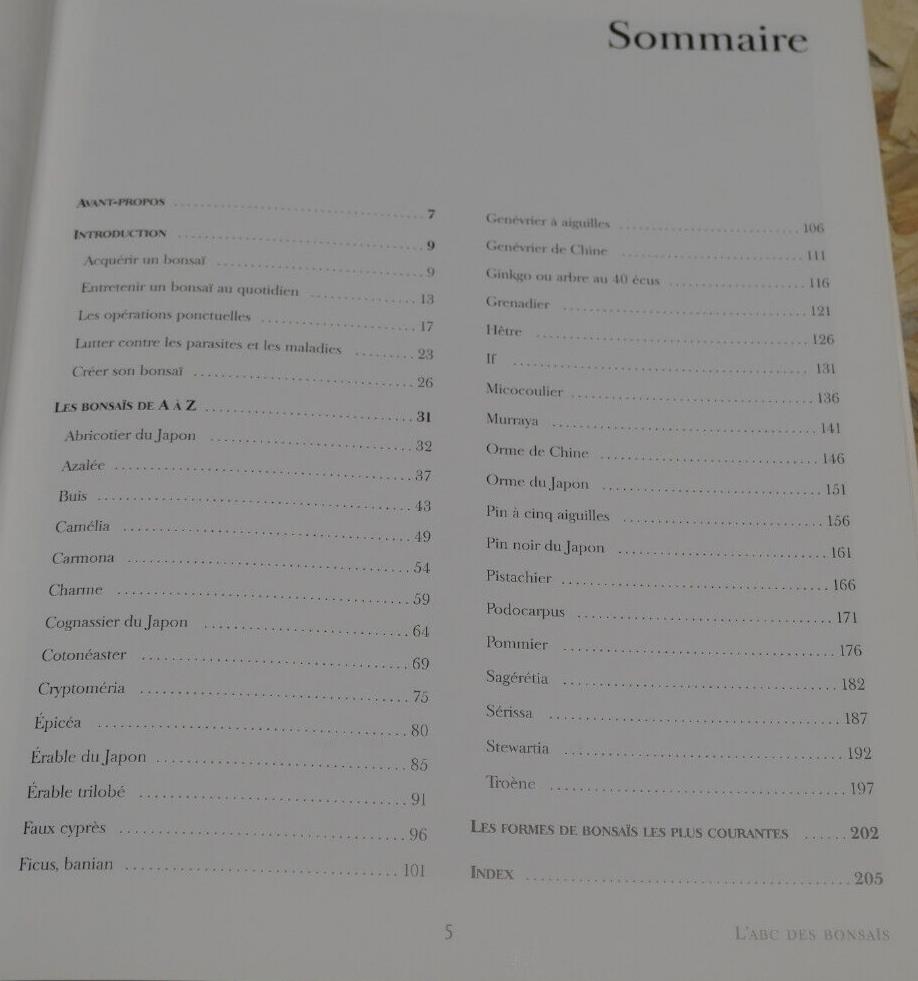 Sommaire
AVANT-PROPOS ........ 7
INTRODUCTION ........ 9
Acquérir un bonsaï ........ 9
Entretenir un bonsaï au quotidien ........ 13
Les opérations ponctuelles ........ 17
Lutter contre les parasites et les maladies ........ 23
Créer son bonsaï ........ 26
LES BONSAÏS DE A À Z ........ 31
Abricotier du Japon ........ 32
Azalée ........ 37
Buis ........ 43
Camélia ........ 49
Carmona ........ 54
Charme ........ 59
Cognassier du Japon ........ 64
Cotonéaster ........ 69
Cryptoméria ........ 75
Épicéa ........ 80
Érable du Japon ........ 85
Érable trilobé ........ 91
Faux cyprès ........ 96
Ficus, banian ........ 101
Genévrier à aiguilles ........ 106
Genévrier de Chine ........ 111
Ginkgo ou arbre au 40 écus ........ 116
Grenadier ........ 121
Hêtre ........ 126
If ........ 131
Micocoulier ........ 136
Murraya ........ 141
Orme de Chine ........ 146
Orme du Japon ........ 151
Pin à cinq aiguilles ........ 156
Pin noir du Japon ........ 161
Pistachier ........ 166
Podocarpus ........ 171
Pommier ........ 176
Sagérétia ........ 182
Sérissa ........ 187
Stewartia ........ 192
Troène ........ 197
LES FORMES DE BONSAÏS LES PLUS COURANTES ........ 202
INDEX ........ 205
5
L'ABC DES BONSAÏS